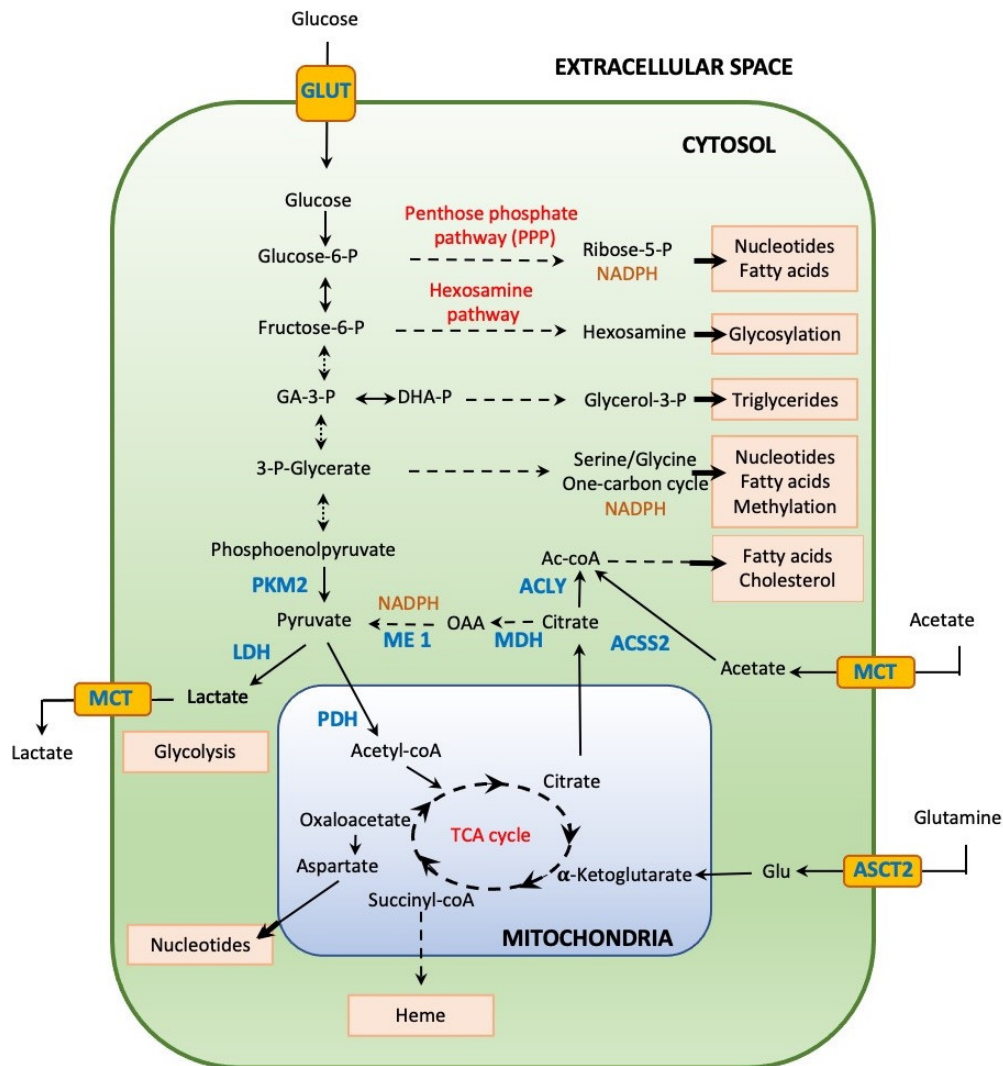 Glucose
EXTRACELLULAR SPACE
GLUT
CYTOSOL
Glucose
Penthose phosphate
pathway (PPP)
Glucose-6-P
Ribose-5-P
NADPH
Nucleotides
Fatty acids
Hexosamine
pathway
Fructose-6-P
Hexosamine
Glycosylation
GA-3-P
DHA-P
Glycerol-3-P
Triglycerides
3-P-Glycerate
Serine/Glycine
One-carbon cycle
NADPH
Nucleotides
Fatty acids
Methylation
Phosphoenolpyruvate
Ac-coA
Fatty acids
Cholesterol
PKM2
ACLY
NADPH
Pyruvate
OAA
Citrate
Acetate
ME 1
MDH
ACSS2
LDH
Acetate
MCT
MCT
Lactate
Lactate
PDH
Glycolysis
Acetyl-coA
Citrate
Oxaloacetate
TCA cycle
Glutamine
Aspartate
α-Ketoglutarate
Glu
ASCT2
Succinyl-coA
Nucleotides
MITOCHONDRIA
Heme